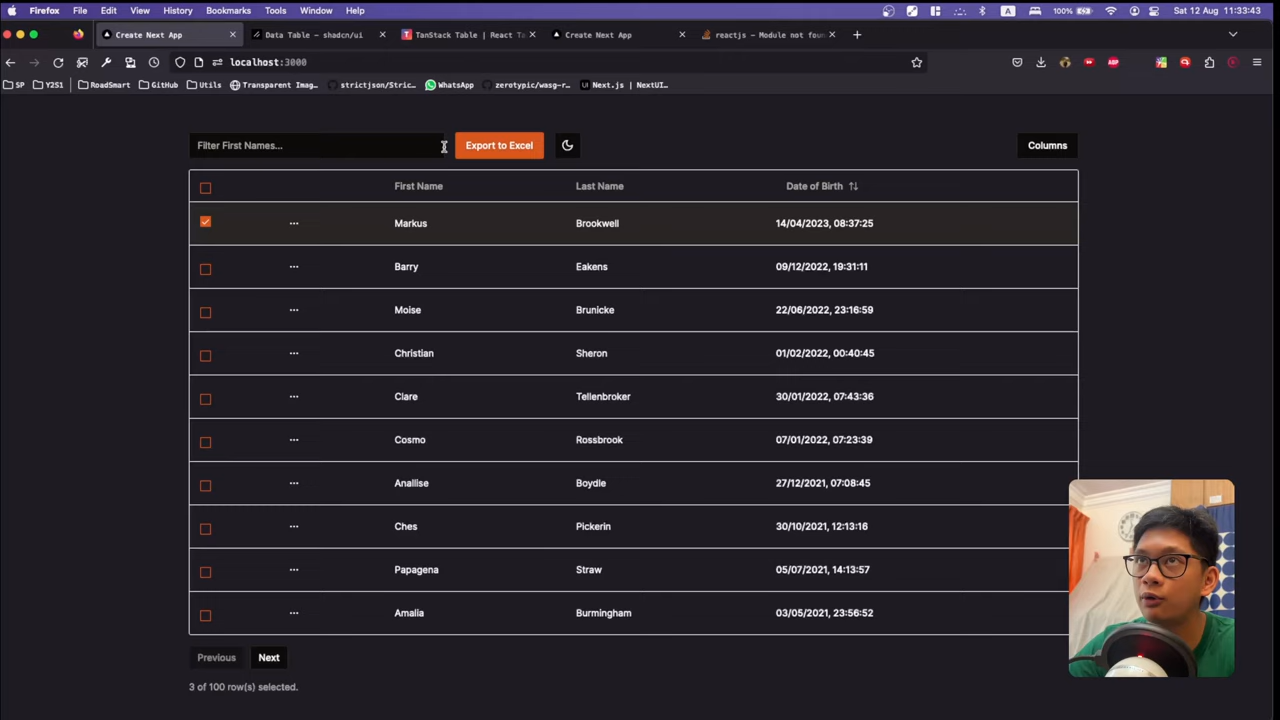 Firefox File Edit View History Bookmarks Tools Window Help A 100% Sat 12 Aug 11:33:43
Create Next App Data Table – shadcn/ui TanStack Table | React Ta Create Next App reactjs - Module not foun
localhost:3000
SP Y2S1 RoadSmart GitHub Utils Transparent Imag... strictjson/Stric... WhatsApp zerotypic/wasg-r... Next.js | NextUI...
Filter First Names... Export to Excel Columns
First Name Last Name Date of Birth
Markus Brookwell 14/04/2023, 08:37:25
Barry Eakens 09/12/2022, 19:31:11
Moise Brunicke 22/06/2022, 23:16:59
Christian Sheron 01/02/2022, 00:40:45
Clare Tellenbroker 30/01/2022, 07:43:36
Cosmo Rossbrook 07/01/2022, 07:23:39
Anallise Boydle 27/12/2021, 07:08:45
Ches Pickerin 30/10/2021, 12:13:16
Papagena Straw 05/07/2021, 14:13:57
Amalia Burmingham 03/05/2021, 23:56:52
Previous Next
3 of 100 row(s) selected.